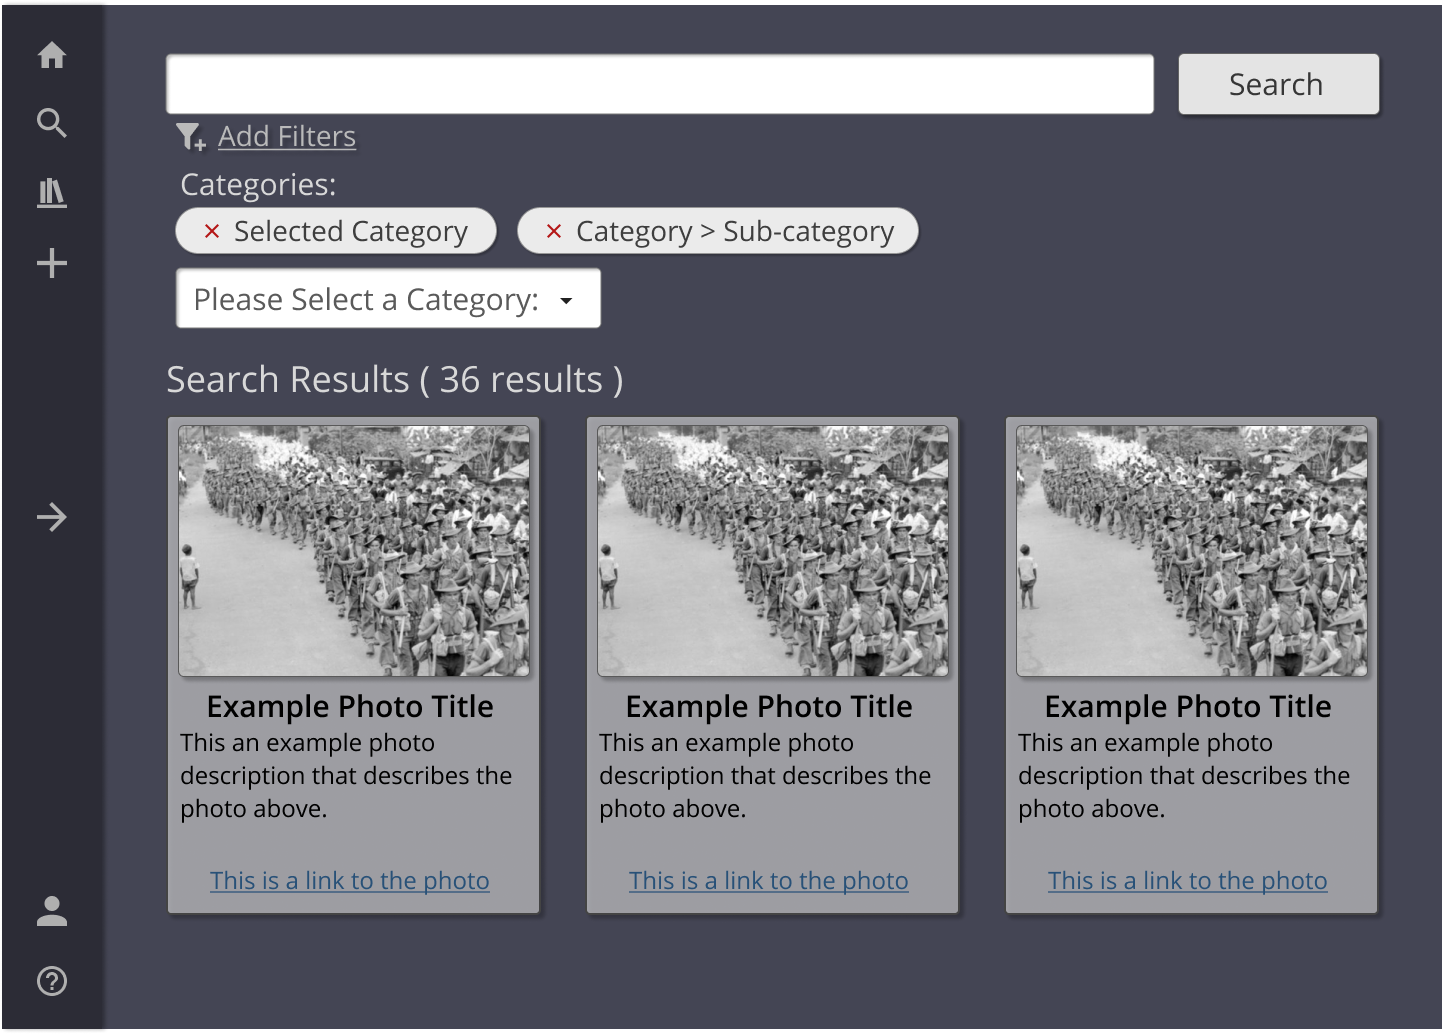 Search
Add Filters
Categories:
× Selected Category
× Category > Sub-category
Please Select a Category:
Search Results ( 36 results )
Example Photo Title
This an example photo
description that describes the
photo above.
This is a link to the photo
Example Photo Title
This an example photo
description that describes the
photo above.
This is a link to the photo
Example Photo Title
This an example photo
description that describes the
photo above.
This is a link to the photo